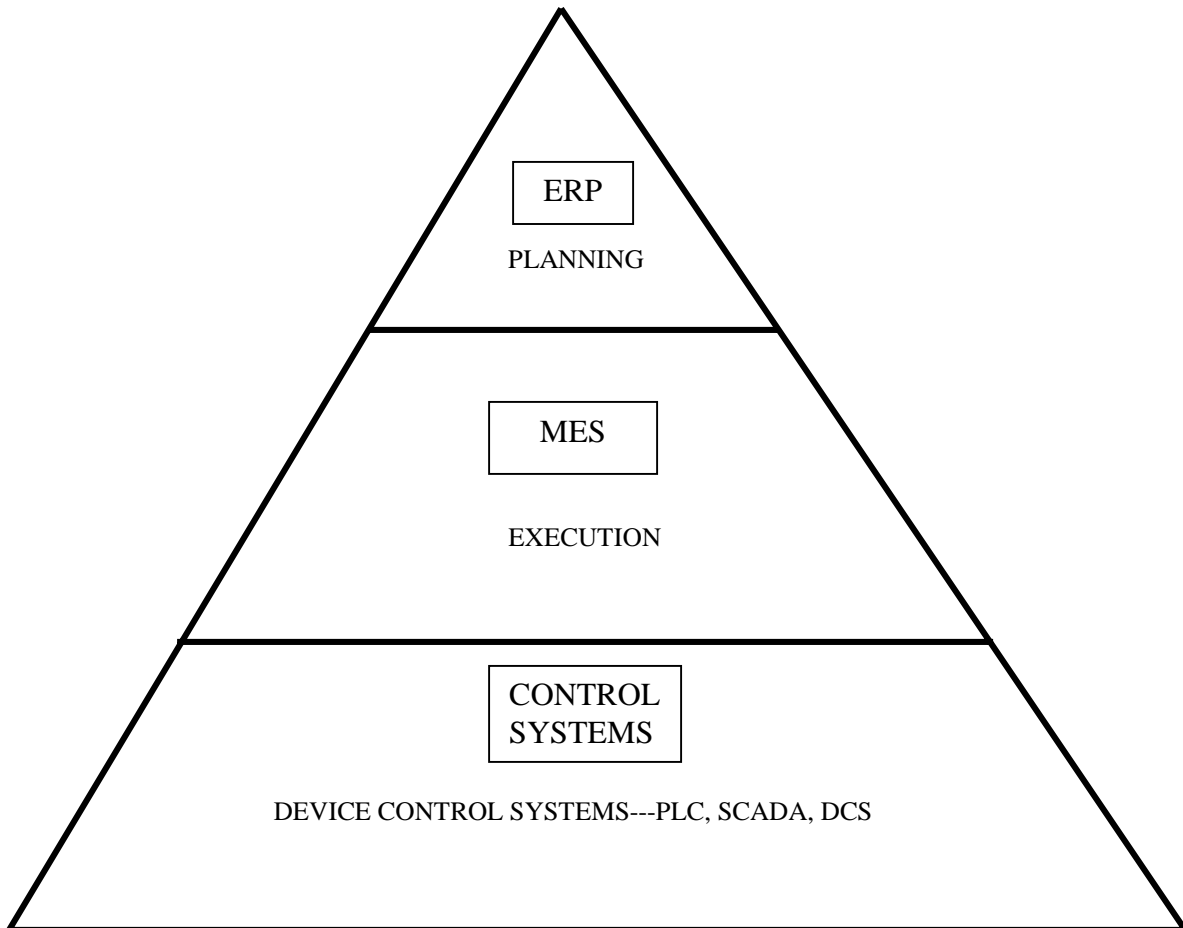 ERP
PLANNING
MES
EXECUTION
CONTROL
SYSTEMS
DEVICE CONTROL SYSTEMS---PLC, SCADA, DCS